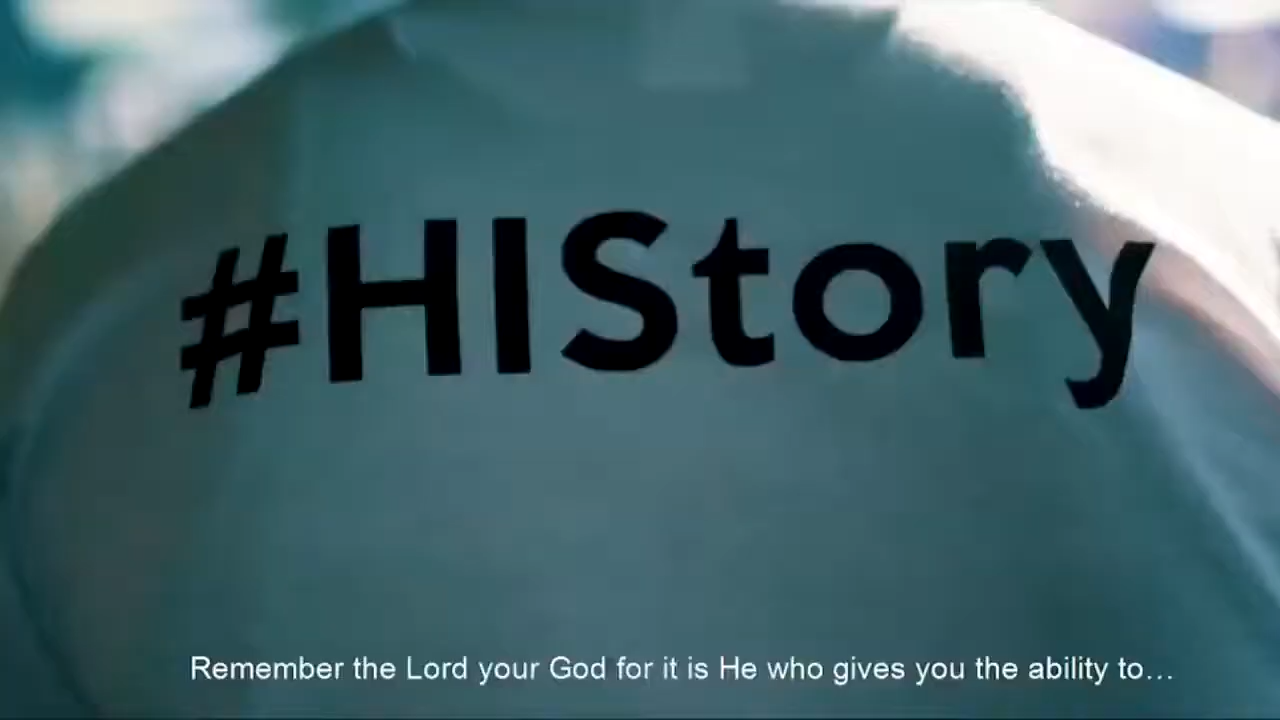 #HIStory
Remember the Lord your God for it is He who gives you the ability to…